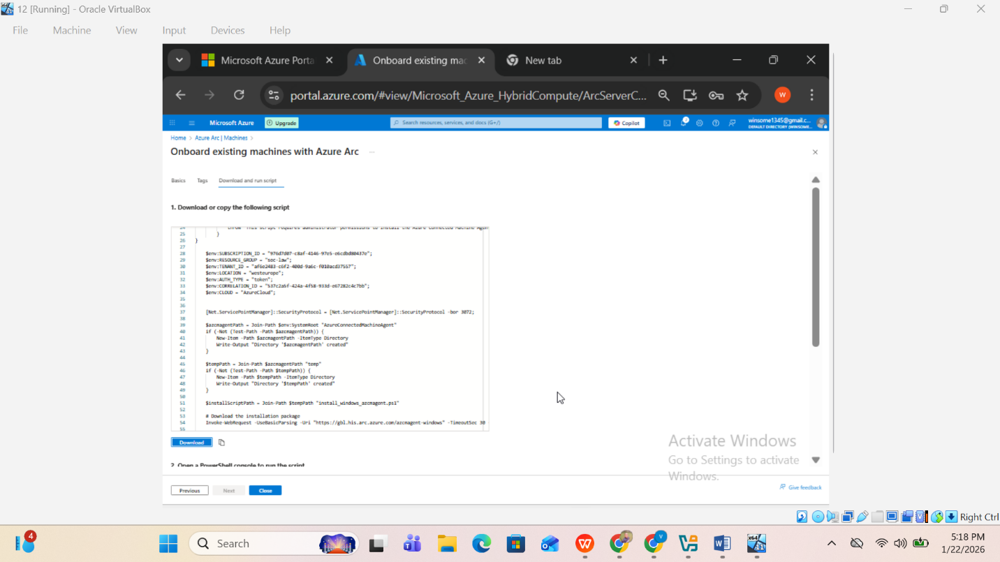 12 [Running] - Oracle VirtualBox
File Machine View Input Devices Help
Microsoft Azure Porta
Onboard existing mac
New tab
portal.azure.com/#view/Microsoft_Azure_HybridCompute/ArcServerC...
W
Microsoft Azure
Upgrade
Search resources, services, and docs (G+/)
Copilot
2
winsome1345@gmail.c...
DEFAULT DIRECTORY (WINSOME...
Home > Azure Arc | Machines >
Onboard existing machines with Azure Arc ...
Basics Tags Download and run script
1. Download or copy the following script
24 throw "This script requires administrator permissions to install the Azure Connected Machine Agen
25 }
26 }
27
28 $env:SUBSCRIPTION_ID = "976d7d07-c8af-4146-97e5-e6cdbd80437e";
29 $env:RESOURCE_GROUP = "soc-law";
30 $env:TENANT_ID = "af6e2483-c6f2-400d-9a6c-f010acd37557";
31 $env:LOCATION = "westeurope";
32 $env:AUTH_TYPE = "token";
33 $env:CORRELATION_ID = "537c2a5f-424a-4f58-933d-e67282c4c7bb";
34 $env:CLOUD = "AzureCloud";
35
36
37 [Net.ServicePointManager]::SecurityProtocol = [Net.ServicePointManager]::SecurityProtocol -bor 3072;
38
39 $azcmagentPath = Join-Path $env:SystemRoot "AzureConnectedMachineAgent"
40 if (-Not (Test-Path -Path $azcmagentPath)) {
41 New-Item -Path $azcmagentPath -ItemType Directory
42 Write-Output "Directory '$azcmagentPath' created"
43 }
44
45 $tempPath = Join-Path $azcmagentPath "temp"
46 if (-Not (Test-Path -Path $tempPath)) {
47 New-Item -Path $tempPath -ItemType Directory
48 Write-Output "Directory '$tempPath' created"
49 }
50
51 $installScriptPath = Join-Path $tempPath "install_windows_azcmagent.ps1"
52
53 # Download the installation package
54 Invoke-WebRequest -UseBasicParsing -Uri "https://gbl.his.arc.azure.com/azcmagent-windows" -TimeoutSec 30
55
Download
2. Open a PowerShell console to run the script
Previous Next Close
Give feedback
Activate Windows
Go to Settings to activate
Windows.
Right Ctrl
4
Search
5:18 PM
1/22/2026